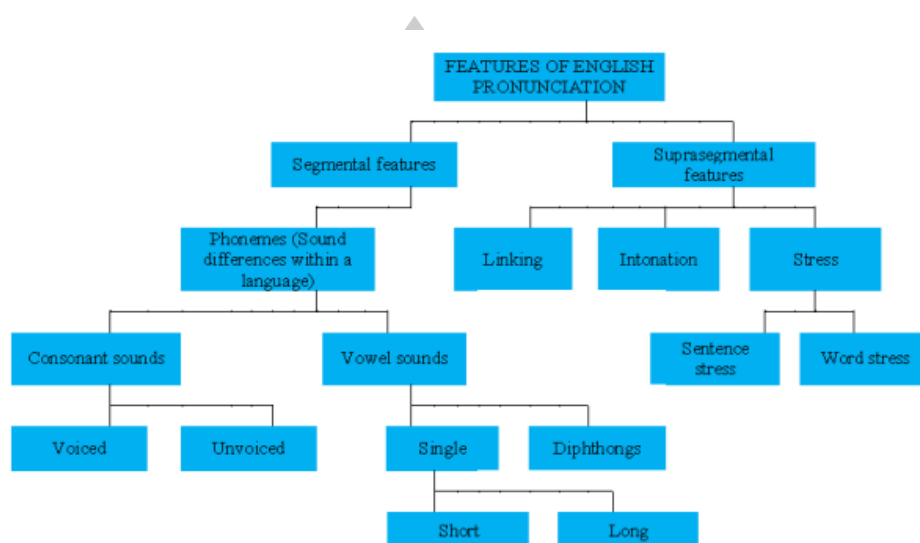 FEATURES OF ENGLISH
PRONUNCIATION
Segmental features
Suprasegmental
features
Phonemes (Sound
differences within a
language)
Linking
Intonation
Stress
Consonant sounds
Vowel sounds
Sentence
stress
Word stress
Voiced
Unvoiced
Single
Diphthongs
Short
Long